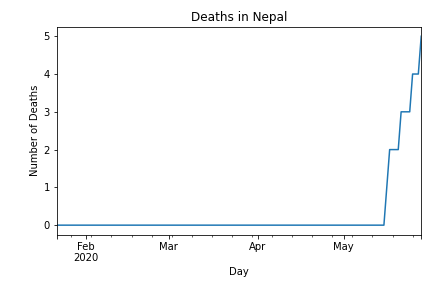 Deaths in Nepal
5
4
3
2
1
0
Number of Deaths
Feb
2020
Mar
Apr
May
Day